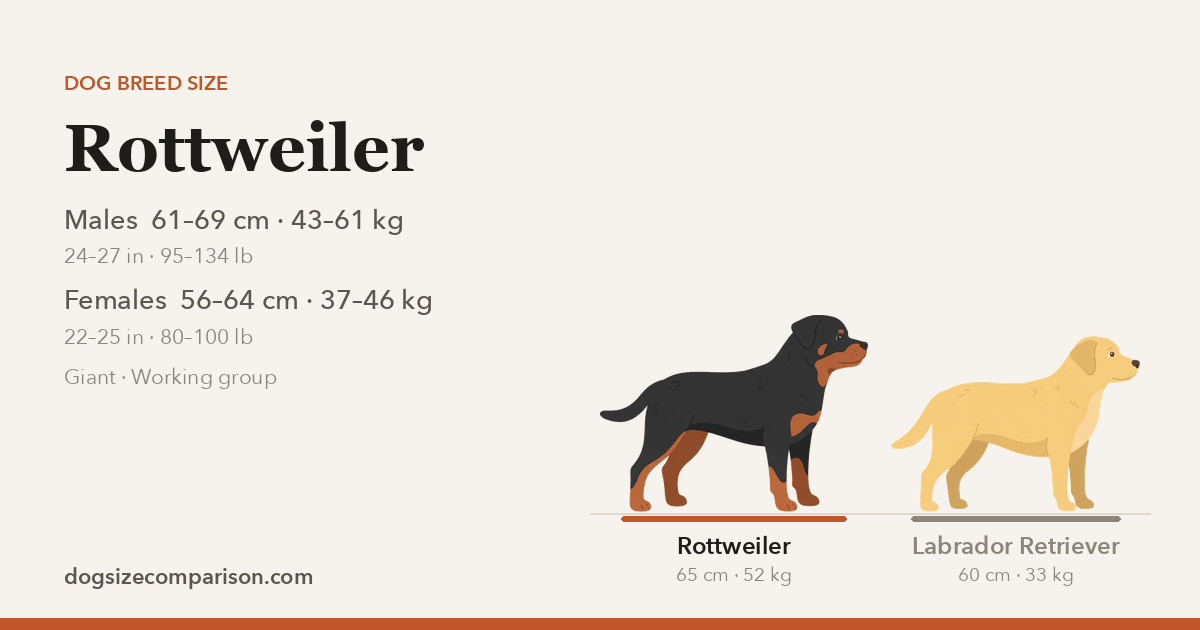 DOG BREED SIZE
Rottweiler
Males 61–69 cm · 43–61 kg
24–27 in · 95–134 lb
Females 56–64 cm · 37–46 kg
22–25 in · 80–100 lb
Giant · Working group
Rottweiler
65 cm · 52 kg
Labrador Retriever
60 cm · 33 kg
dogsizecomparison.com